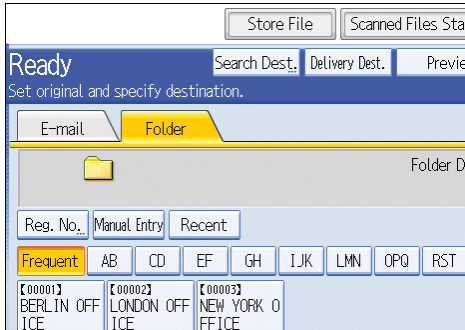 Store File Scanned Files Sta
Ready Search Dest. Delivery Dest. Previe
Set original and specify destination.
E-mail Folder
Folder D
Reg. No. Manual Entry Recent
Frequent AB CD EF GH IJK LMN OPQ RST
【00001】 【00002】 【00003】
BERLIN OFF LONDON OFF NEW YORK O
ICE ICE FFICE